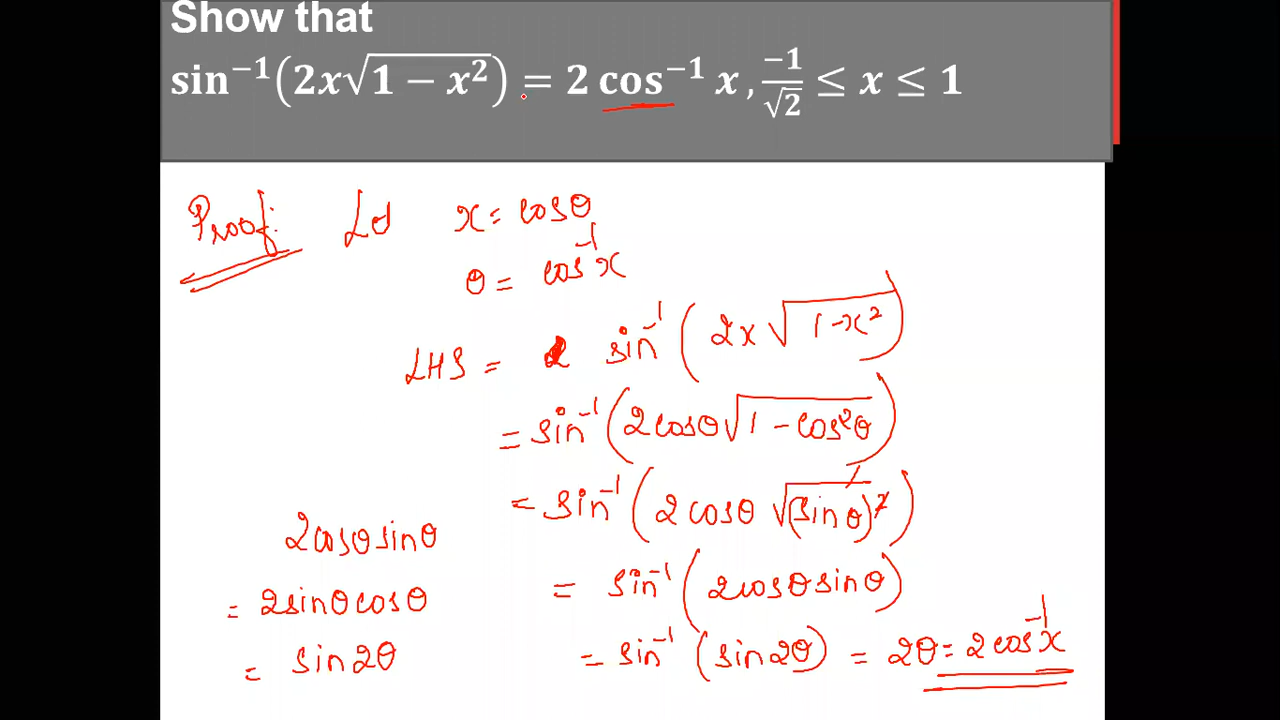 Show that
sin⁻¹(2x√(1 − x²)) = 2 cos⁻¹ x, -1/√2 ≤ x ≤ 1
Proof: Let x = cosθ
θ = cos⁻¹x
LHS = sin⁻¹(2x√(1-x²))
= sin⁻¹(2cosθ√(1 - cos²θ))
= sin⁻¹(2cosθ √(sinθ)²)
= sin⁻¹(2cosθsinθ)
= sin⁻¹(sin2θ) = 2θ = 2cos⁻¹x
2cosθsinθ
= 2sinθcosθ
= sin2θ